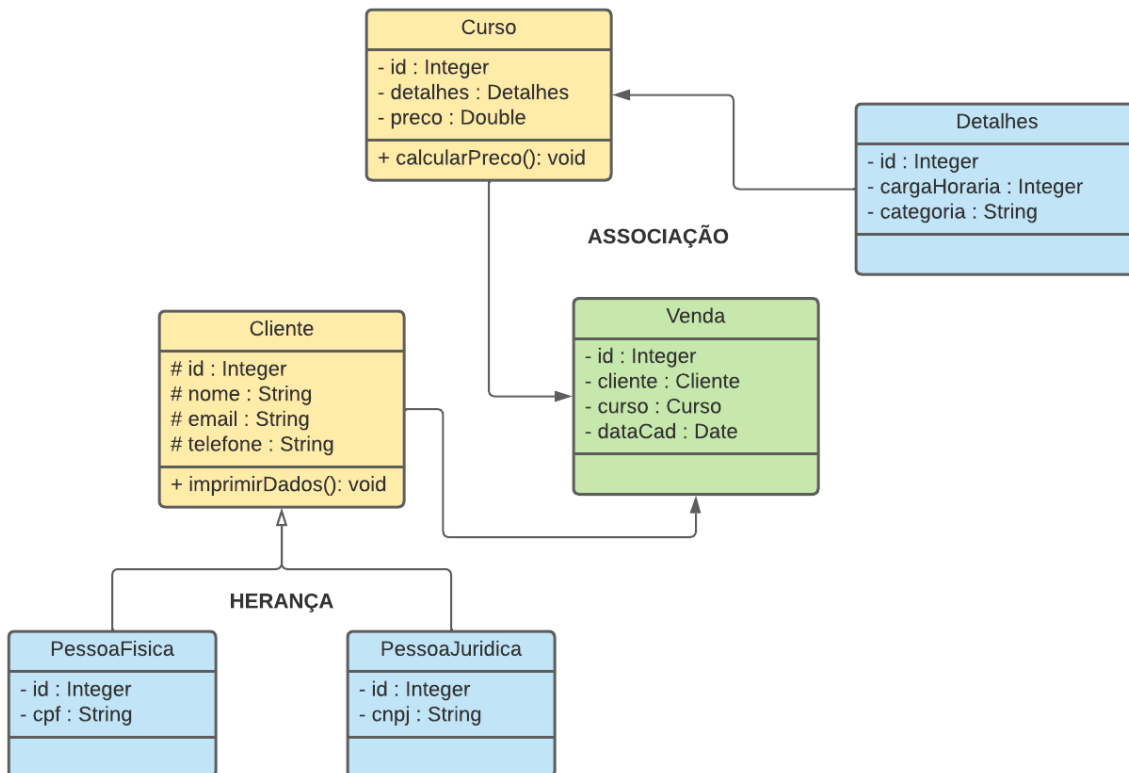 Curso
- id : Integer
- detalhes : Detalhes
- preco : Double
+ calcularPreco(): void
Detalhes
- id : Integer
- cargaHoraria : Integer
- categoria : String
ASSOCIAÇÃO
Cliente
# id : Integer
# nome : String
# email : String
# telefone : String
+ imprimirDados(): void
Venda
- id : Integer
- cliente : Cliente
- curso : Curso
- dataCad : Date
HERANÇA
PessoaFisica
- id : Integer
- cpf : String
PessoaJuridica
- id : Integer
- cnpj : String